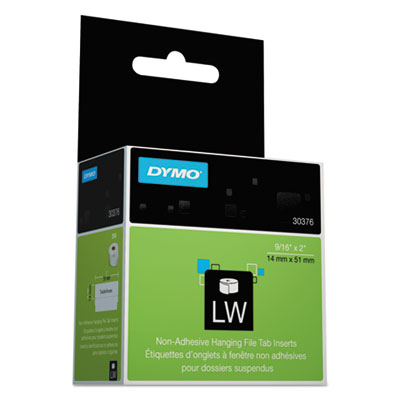 DYMO
30376
9/16" x 2"
14 mm x 51 mm
LW
Non-Adhesive Hanging File Tab Inserts
Étiquettes d'onglets à fenêtre non adhésives
pour dossiers suspendus
LW